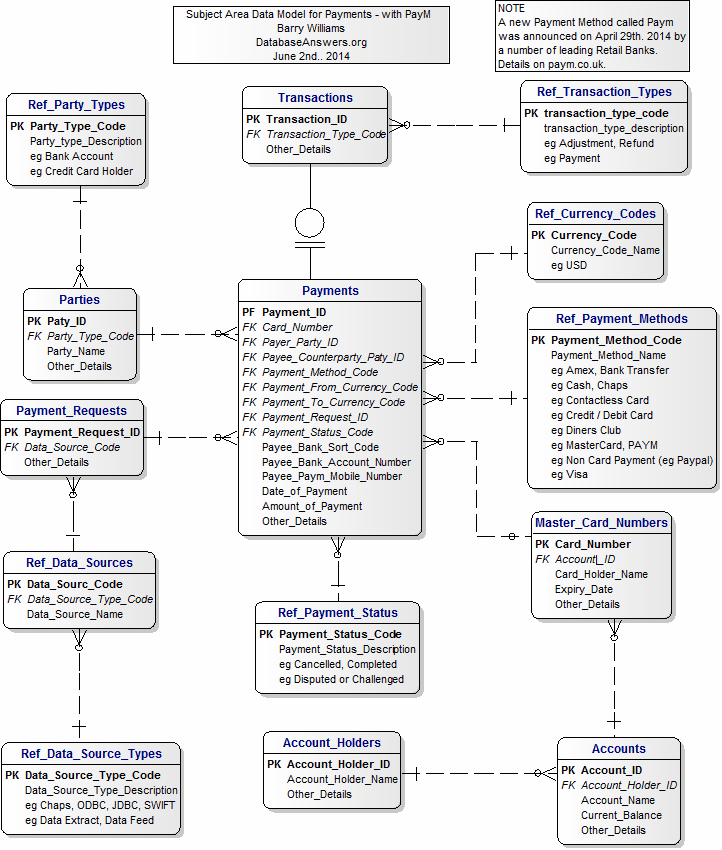 Subject Area Data Model for Payments - with PayM
Barry Williams
DatabaseAnswers.org
June 2nd.. 2014
NOTE
A new Payment Method called Paym
was announced on April 29th. 2014 by
a number of leading Retail Banks.
Details on paym.co.uk.
Ref_Party_Types
PK Party_Type_Code
Party_type_Description
eg Bank Account
eg Credit Card Holder
Transactions
PK Transaction_ID
FK Transaction_Type_Code
Other_Details
Ref_Transaction_Types
PK transaction_type_code
transaction_type_description
eg Adjustment, Refund
eg Payment
Ref_Currency_Codes
PK Currency_Code
Currency_Code_Name
eg USD
Parties
PK Paty_ID
FK Party_Type_Code
Party_Name
Other_Details
Payments
PF Payment_ID
FK Card_Number
FK Payer_Party_ID
FK Payee_Counterparty_Paty_ID
FK Payment_Method_Code
FK Payment_From_Currency_Code
FK Payment_To_Currency_Code
FK Payment_Request_ID
FK Payment_Status_Code
Payee_Bank_Sort_Code
Payee_Bank_Account_Number
Payee_Paym_Mobile_Number
Date_of_Payment
Amount_of_Payment
Other_Details
Ref_Payment_Methods
PK Payment_Method_Code
Payment_Method_Name
eg Amex, Bank Transfer
eg Cash, Chaps
eg Contactless Card
eg Credit / Debit Card
eg Diners Club
eg MasterCard, PAYM
eg Non Card Payment (eg Paypal)
eg Visa
Payment_Requests
PK Payment_Request_ID
FK Data_Source_Code
Other_Details
Master_Card_Numbers
PK Card_Number
FK Account_ID
Card_Holder_Name
Expiry_Date
Other_Details
Ref_Data_Sources
PK Data_Sourc_Code
FK Data_Source_Type_Code
Data_Source_Name
Ref_Payment_Status
PK Payment_Status_Code
Payment_Status_Description
eg Cancelled, Completed
eg Disputed or Challenged
Ref_Data_Source_Types
PK Data_Source_Type_Code
Data_Source_Type_Description
eg Chaps, ODBC, JDBC, SWIFT
eg Data Extract, Data Feed
Account_Holders
PK Account_Holder_ID
Account_Holder_Name
Other_Details
Accounts
PK Account_ID
FK Account_Holder_ID
Account_Name
Current_Balance
Other_Details